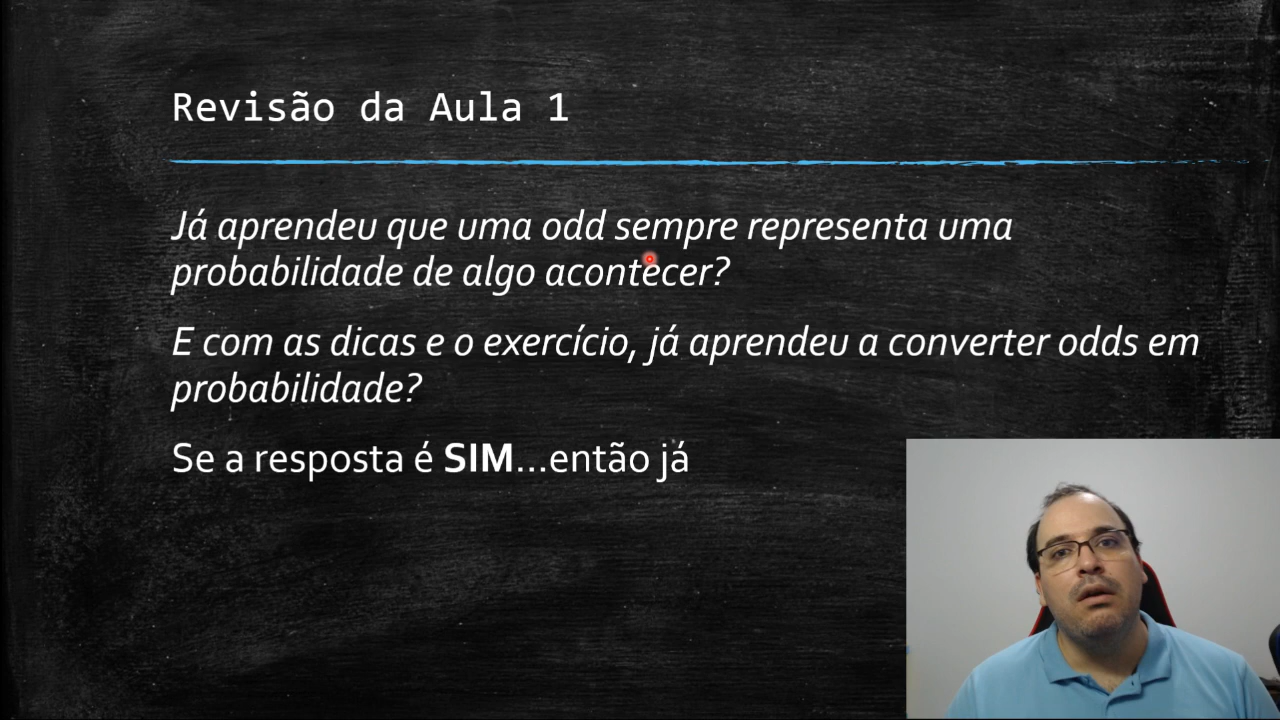 Revisão da Aula 1
Já aprendeu que uma odd sempre representa uma
probabilidade de algo acontecer?
E com as dicas e o exercício, já aprendeu a converter odds em
probabilidade?
Se a resposta é SIM...então já